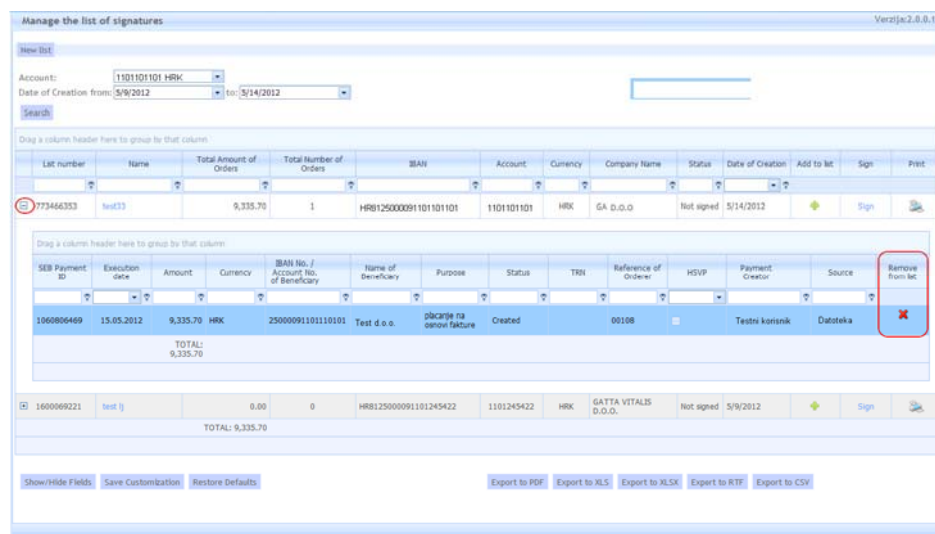 Manage the list of signatures Verzija:2.0.0.1
New list
Account: 1101101101 HRK
Date of Creation from: 5/9/2012 to: 5/14/2012
Search
Drag a column header here to group by that column
List number Name Total Amount of Orders Total Number of Orders IBAN Account Currency Company Name Status Date of Creation Add to list Sign Print
773466353 test33 9,335.70 1 HR8125000091101101101 1101101101 HRK GA D.O.O Not signed 5/14/2012 Sign
Drag a column header here to group by that column
SEB Payment ID Execution date Amount Currency IBAN No. / Account No. of Beneficiary Name of Beneficiary Purpose Status TRN Reference of Orderer HSVP Payment Creator Source Remove from list
1060806469 15.05.2012 9,335.70 HRK 25000091101110101 Test d.o.o. placanje na osnovi fakture Created 00108 Testni korisnik Datoteka
TOTAL:
9,335.70
1600069221 test lj 0.00 0 HR8125000091101245422 1101245422 HRK GATTA VITALIS D.O.O. Not signed 5/9/2012 Sign
TOTAL: 9,335.70
Show/Hide Fields Save Customization Restore Defaults Export to PDF Export to XLS Export to XLSX Export to RTF Export to CSV